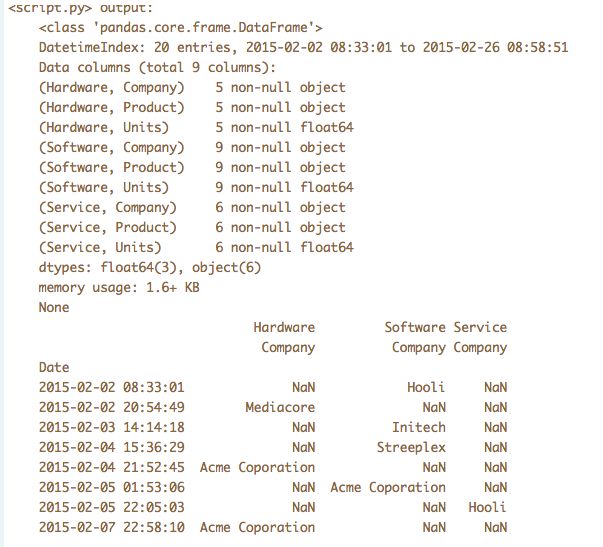 <script.py> output:
<class 'pandas.core.frame.DataFrame'>
DatetimeIndex: 20 entries, 2015-02-02 08:33:01 to 2015-02-26 08:58:51
Data columns (total 9 columns):
(Hardware, Company)    5 non-null object
(Hardware, Product)    5 non-null object
(Hardware, Units)      5 non-null float64
(Software, Company)    9 non-null object
(Software, Product)    9 non-null object
(Software, Units)      9 non-null float64
(Service, Company)     6 non-null object
(Service, Product)     6 non-null object
(Service, Units)       6 non-null float64
dtypes: float64(3), object(6)
memory usage: 1.6+ KB
None
                            Hardware         Software Service
                             Company          Company Company
Date
2015-02-02 08:33:01              NaN            Hooli     NaN
2015-02-02 20:54:49        Mediacore              NaN     NaN
2015-02-03 14:14:18              NaN          Initech     NaN
2015-02-04 15:36:29              NaN        Streeplex     NaN
2015-02-04 21:52:45  Acme Coporation              NaN     NaN
2015-02-05 01:53:06              NaN  Acme Coporation     NaN
2015-02-05 22:05:03              NaN              NaN   Hooli
2015-02-07 22:58:10  Acme Coporation              NaN     NaN